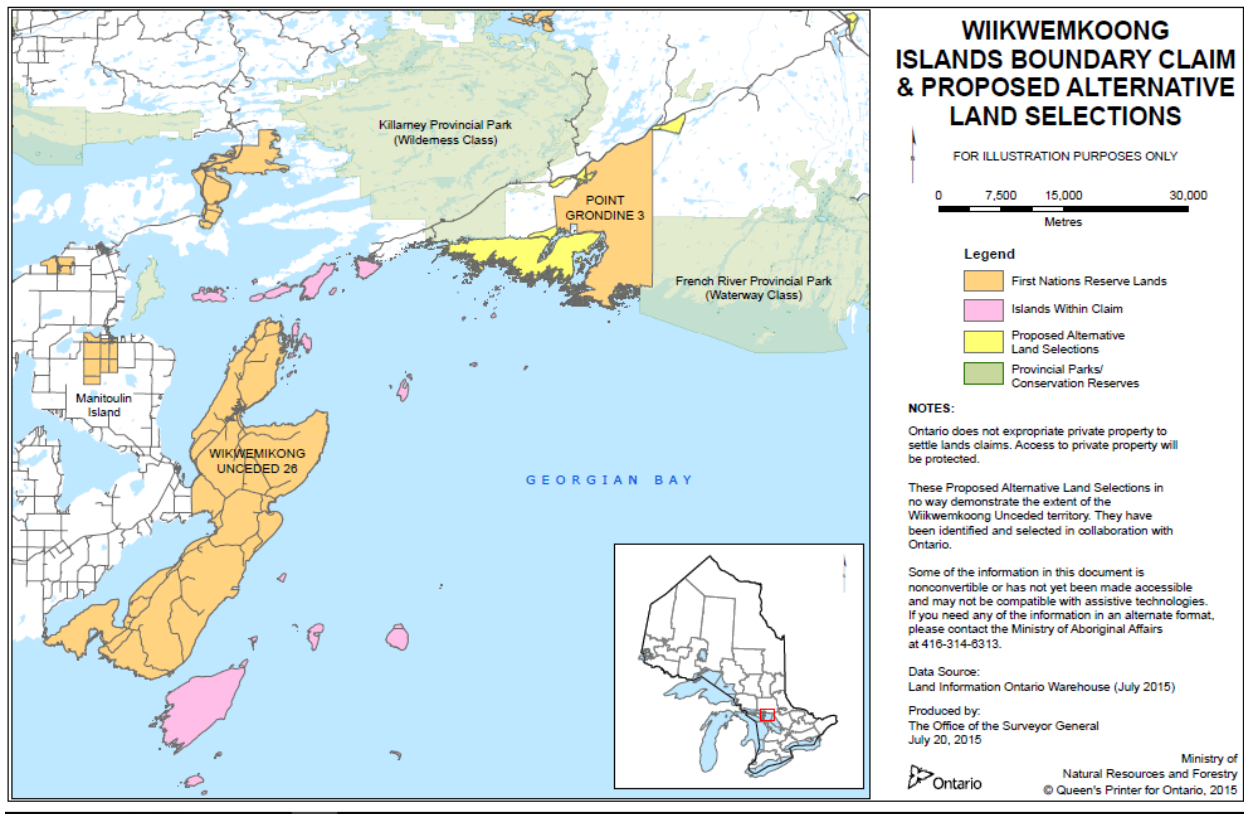 WIIKWEMKOONG
ISLANDS BOUNDARY CLAIM
& PROPOSED ALTERNATIVE
LAND SELECTIONS
FOR ILLUSTRATION PURPOSES ONLY
0 7,500 15,000 30,000
Metres
Legend
First Nations Reserve Lands
Islands Within Claim
Proposed Alternative
Land Selections
Provincial Parks/
Conservation Reserves
NOTES:
Ontario does not expropriate private property to
settle lands claims. Access to private property will
be protected.
These Proposed Alternative Land Selections in
no way demonstrate the extent of the
Wiikwemkoong Unceded territory. They have
been identified and selected in collaboration with
Ontario.
Some of the information in this document is
nonconvertible or has not yet been made accessible
and may not be compatible with assistive technologies.
If you need any of the information in an alternate format,
please contact the Ministry of Aboriginal Affairs
at 416-314-6313.
Data Source:
Land Information Ontario Warehouse (July 2015)
Produced by:
The Office of the Surveyor General
July 20, 2015
Ontario
Ministry of
Natural Resources and Forestry
© Queen's Printer for Ontario, 2015
Killarney Provincial Park
(Wilderness Class)
POINT
GRONDINE 3
French River Provincial Park
(Waterway Class)
Manitoulin
Island
WIKWEMIKONG
UNCEDED 26
GEORGIAN BAY